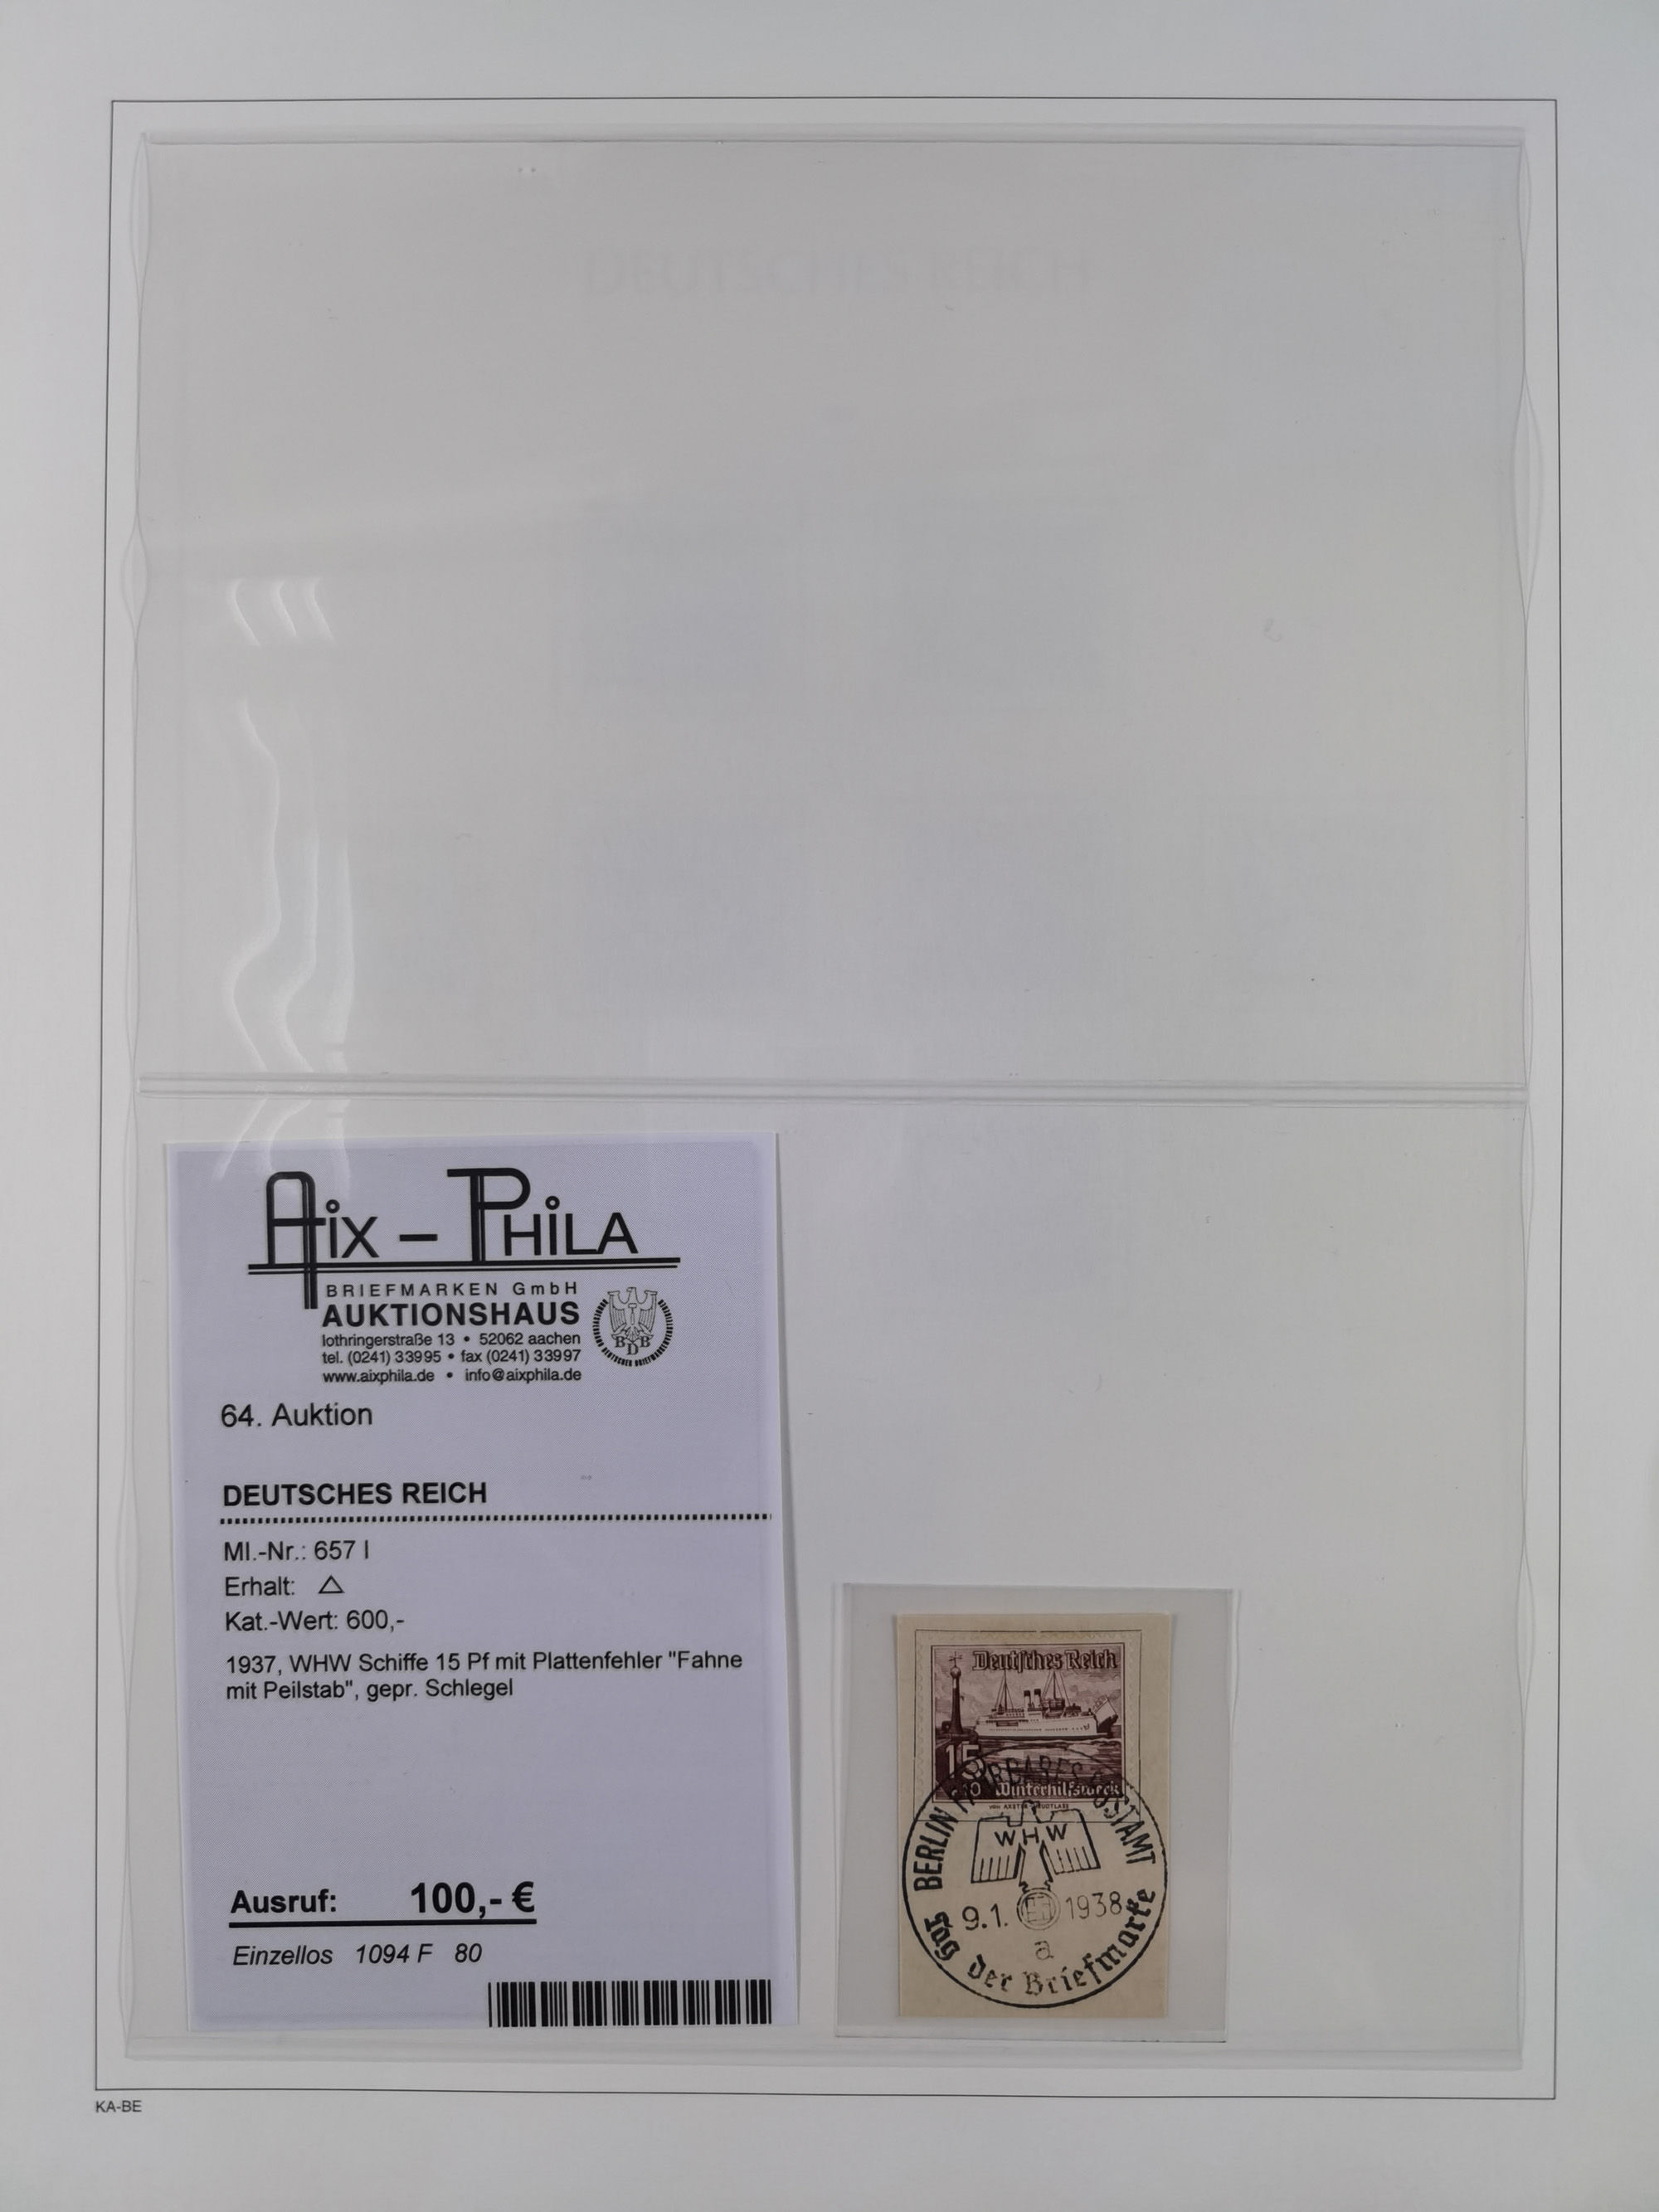 DEUTSCHES REICH
AiX – PHiLA
BRIEFMARKEN GmbH
AUKTIONSHAUS
lothringerstraße 13 • 52062 aachen
tel. (0241) 33995 • fax (0241) 33997
www.aixphila.de • info@aixphila.de
BDB
64. Auktion
DEUTSCHES REICH
MI.-Nr.: 657 I
Erhalt: △
Kat.-Wert: 600,-
1937, WHW Schiffe 15 Pf mit Plattenfehler "Fahne
mit Peilstab", gepr. Schlegel
Ausruf: 100,- €
Einzellos 1094 F 80
Deutsches Reich
15
Winterhilfswerk
BERLIN FAHRBARES POSTAMT
WHW
9.1. 1938
a
Tag der Briefmarke
KA-BE